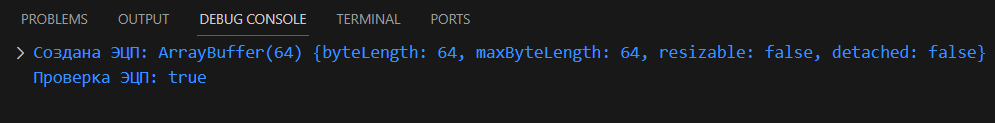 PROBLEMS OUTPUT DEBUG CONSOLE TERMINAL PORTS
> Создана ЭЦП: ArrayBuffer(64) {byteLength: 64, maxByteLength: 64, resizable: false, detached: false}
Проверка ЭЦП: true